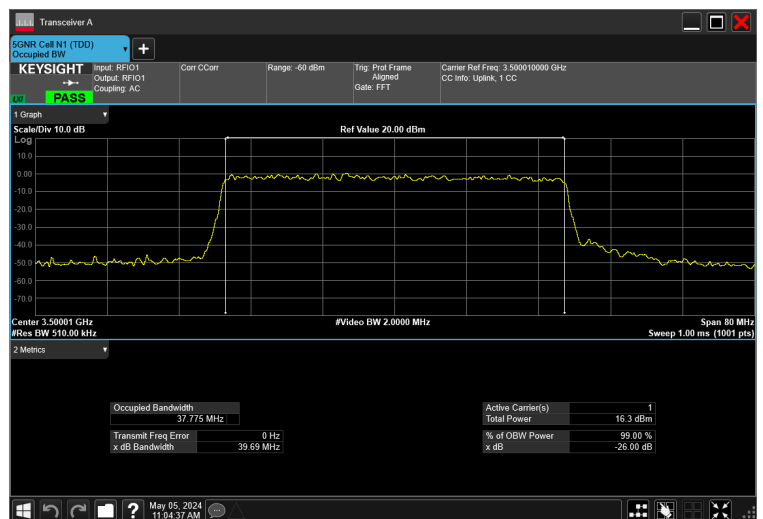 Transceiver A
5GNR Cell N1 (TDD)
Occupied BW
KEYSIGHT
LXI
PASS
Input: RFIO1
Output: RFIO1
Coupling: AC
Corr CCorr
Range: -60 dBm
Trig: Prot Frame
Aligned
Gate: FFT
Carrier Ref Freq: 3.500010000 GHz
CC Info: Uplink, 1 CC
1 Graph
Scale/Div 10.0 dB
Ref Value 20.00 dBm
Log
10.0
0.00
-10.0
-20.0
-30.0
-40.0
-50.0
-60.0
-70.0
Center 3.50001 GHz
#Video BW 2.0000 MHz
Span 80 MHz
#Res BW 510.00 kHz
Sweep 1.00 ms (1001 pts)
2 Metrics
Occupied Bandwidth
37.775 MHz
Transmit Freq Error 0 Hz
x dB Bandwidth 39.69 MHz
Active Carrier(s) 1
Total Power 16.3 dBm
% of OBW Power 99.00 %
x dB -26.00 dB
?
May 05, 2024
11:04:37 AM